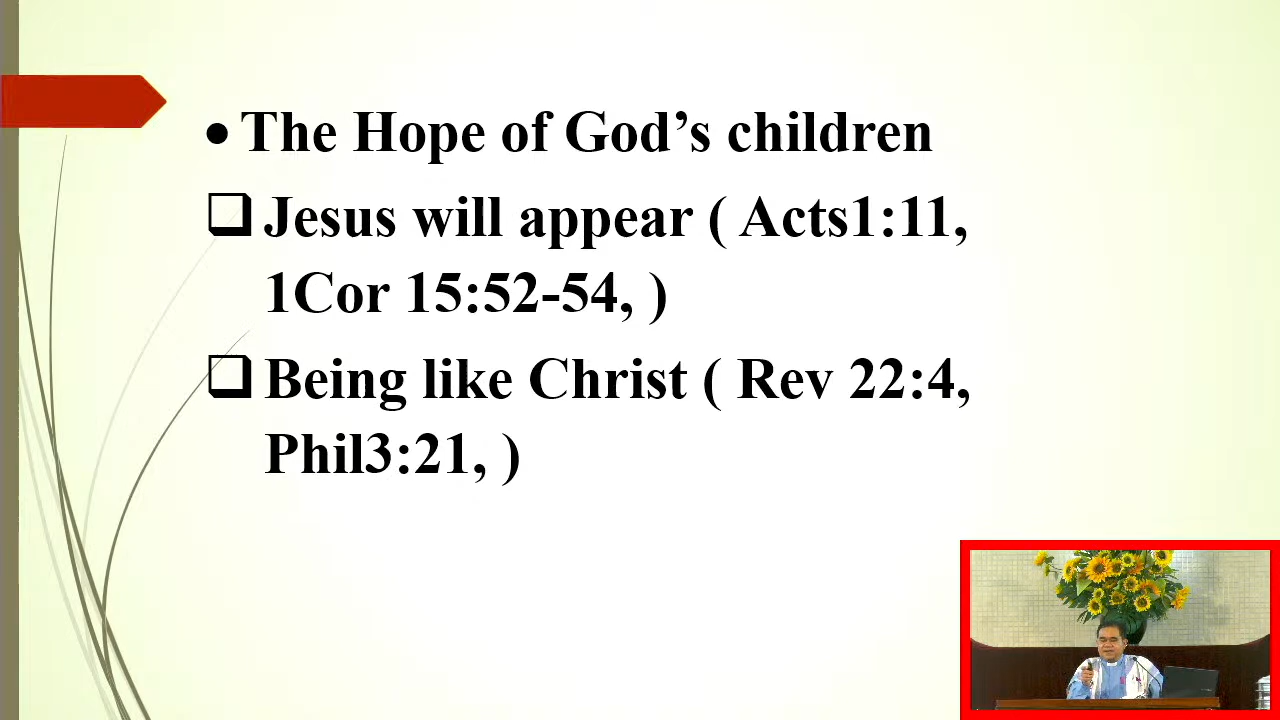 • The Hope of God’s children
❑ Jesus will appear ( Acts1:11,
1Cor 15:52-54, )
❑ Being like Christ ( Rev 22:4,
Phil3:21, )